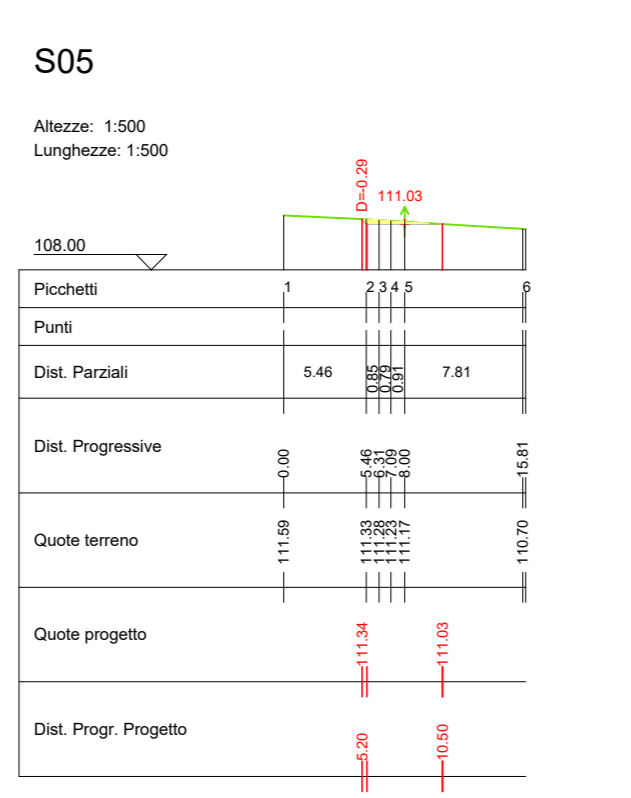 S05
Altezze: 1:500
Lunghezze: 1:500
D=-0.29
111.03
108.00
Picchetti 1 2 3 4 5 6
Punti
Dist. Parziali 5.46 0.85 0.79 0.91 7.81
Dist. Progressive 0.00 5.46 6.31 7.09 8.00 15.81
Quote terreno 111.59 111.33 111.28 111.23 111.17 110.70
Quote progetto 111.34 111.03
Dist. Progr. Progetto 5.20 10.50